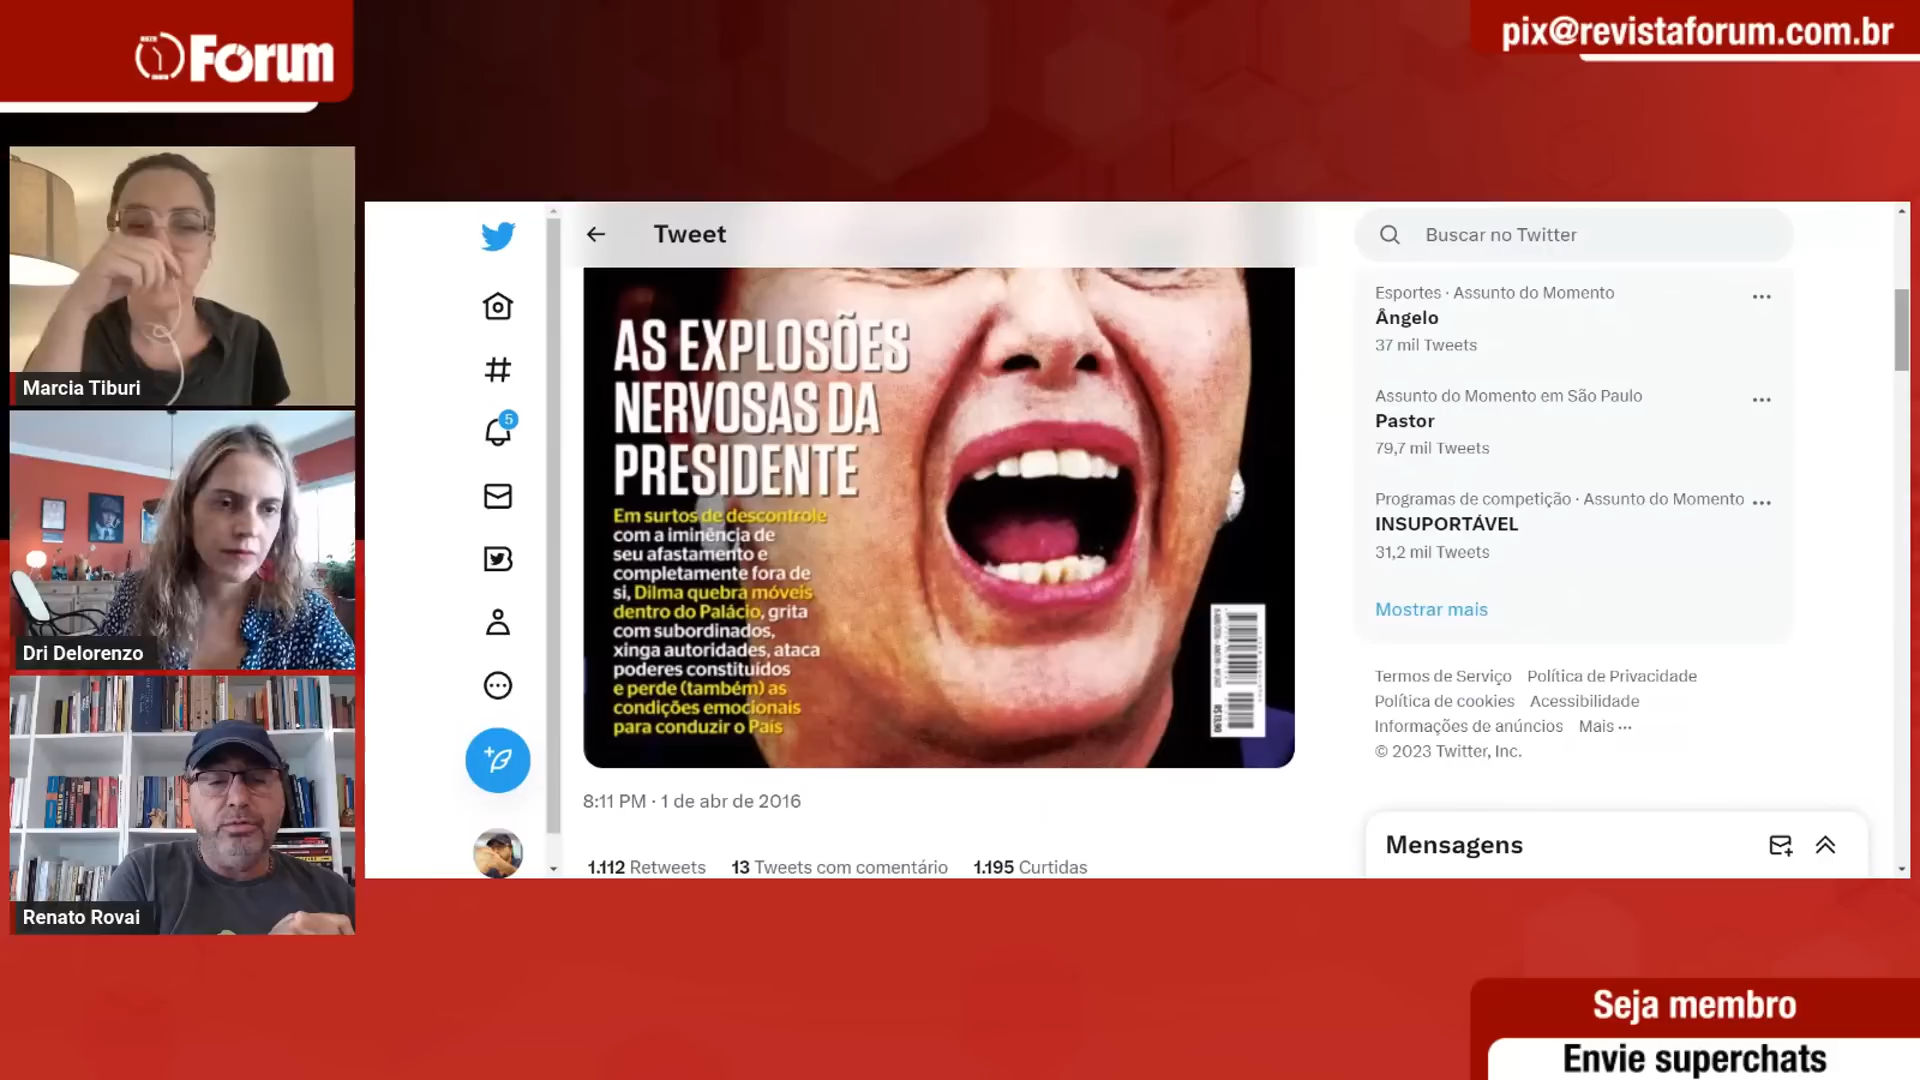 Forum
pix@revistaforum.com.br
Marcia Tiburi
Dri Delorenzo
Renato Rovai
5
Tweet
AS EXPLOSÕES
NERVOSAS DA
PRESIDENTE
Em surtos de descontrole
com a iminência de
seu afastamento e
completamente fora de
si, Dilma quebra móveis
dentro do Palácio, grita
com subordinados,
xinga autoridades, ataca
poderes constituídos
e perde (também) as
condições emocionais
para conduzir o País
R$ 13,90
8:11 PM · 1 de abr de 2016
1.112 Retweets 13 Tweets com comentário 1.195 Curtidas
Buscar no Twitter
Esportes · Assunto do Momento
Ângelo
37 mil Tweets
Assunto do Momento em São Paulo
Pastor
79,7 mil Tweets
Programas de competição · Assunto do Momento
INSUPORTÁVEL
31,2 mil Tweets
Mostrar mais
Termos de Serviço Política de Privacidade
Política de cookies Acessibilidade
Informações de anúncios Mais ···
© 2023 Twitter, Inc.
Mensagens
Seja membro
Envie superchats